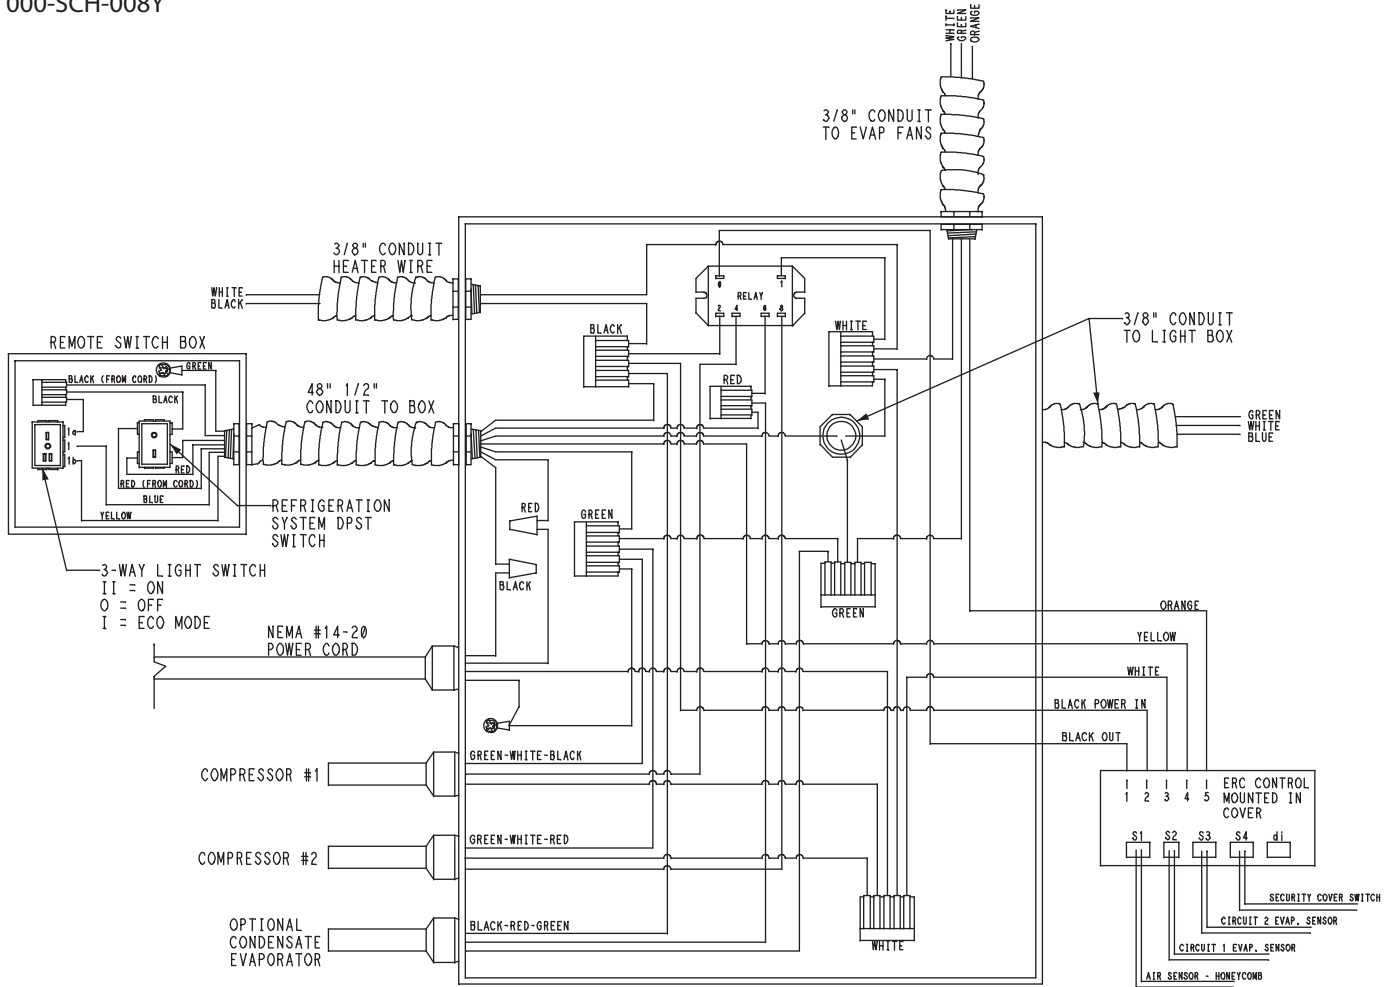 000-SCH-008Y
WHITE
GREEN
ORANGE
3/8" CONDUIT
TO EVAP FANS
3/8" CONDUIT
HEATER WIRE
WHITE
BLACK
RELAY
0
1
2
4
6
8
BLACK
WHITE
RED
3/8" CONDUIT
TO LIGHT BOX
REMOTE SWITCH BOX
GREEN
BLACK (FROM CORD)
BLACK
1a
1
1b
RED
RED (FROM CORD)
BLUE
YELLOW
48" 1/2"
CONDUIT TO BOX
GREEN
WHITE
BLUE
REFRIGERATION
SYSTEM DPST
SWITCH
RED
GREEN
BLACK
3-WAY LIGHT SWITCH
II = ON
O = OFF
I = ECO MODE
GREEN
ORANGE
NEMA #14-20
POWER CORD
YELLOW
WHITE
BLACK POWER IN
BLACK OUT
GREEN-WHITE-BLACK
COMPRESSOR #1
1 2 3 4 5
ERC CONTROL
MOUNTED IN
COVER
S1 S2 S3 S4 di
GREEN-WHITE-RED
COMPRESSOR #2
OPTIONAL
CONDENSATE
EVAPORATOR
BLACK-RED-GREEN
WHITE
SECURITY COVER SWITCH
CIRCUIT 2 EVAP. SENSOR
CIRCUIT 1 EVAP. SENSOR
AIR SENSOR - HONEYCOMB